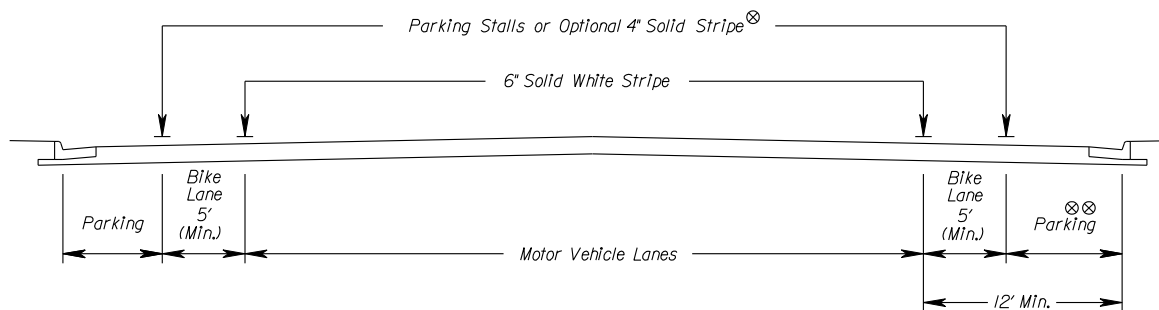 Parking Stalls or Optional 4" Solid Stripe⊗
6" Solid White Stripe
Parking
Bike
Lane
5'
(Min.)
Motor Vehicle Lanes
Bike
Lane
5'
(Min.)
⊗⊗
Parking
12' Min.